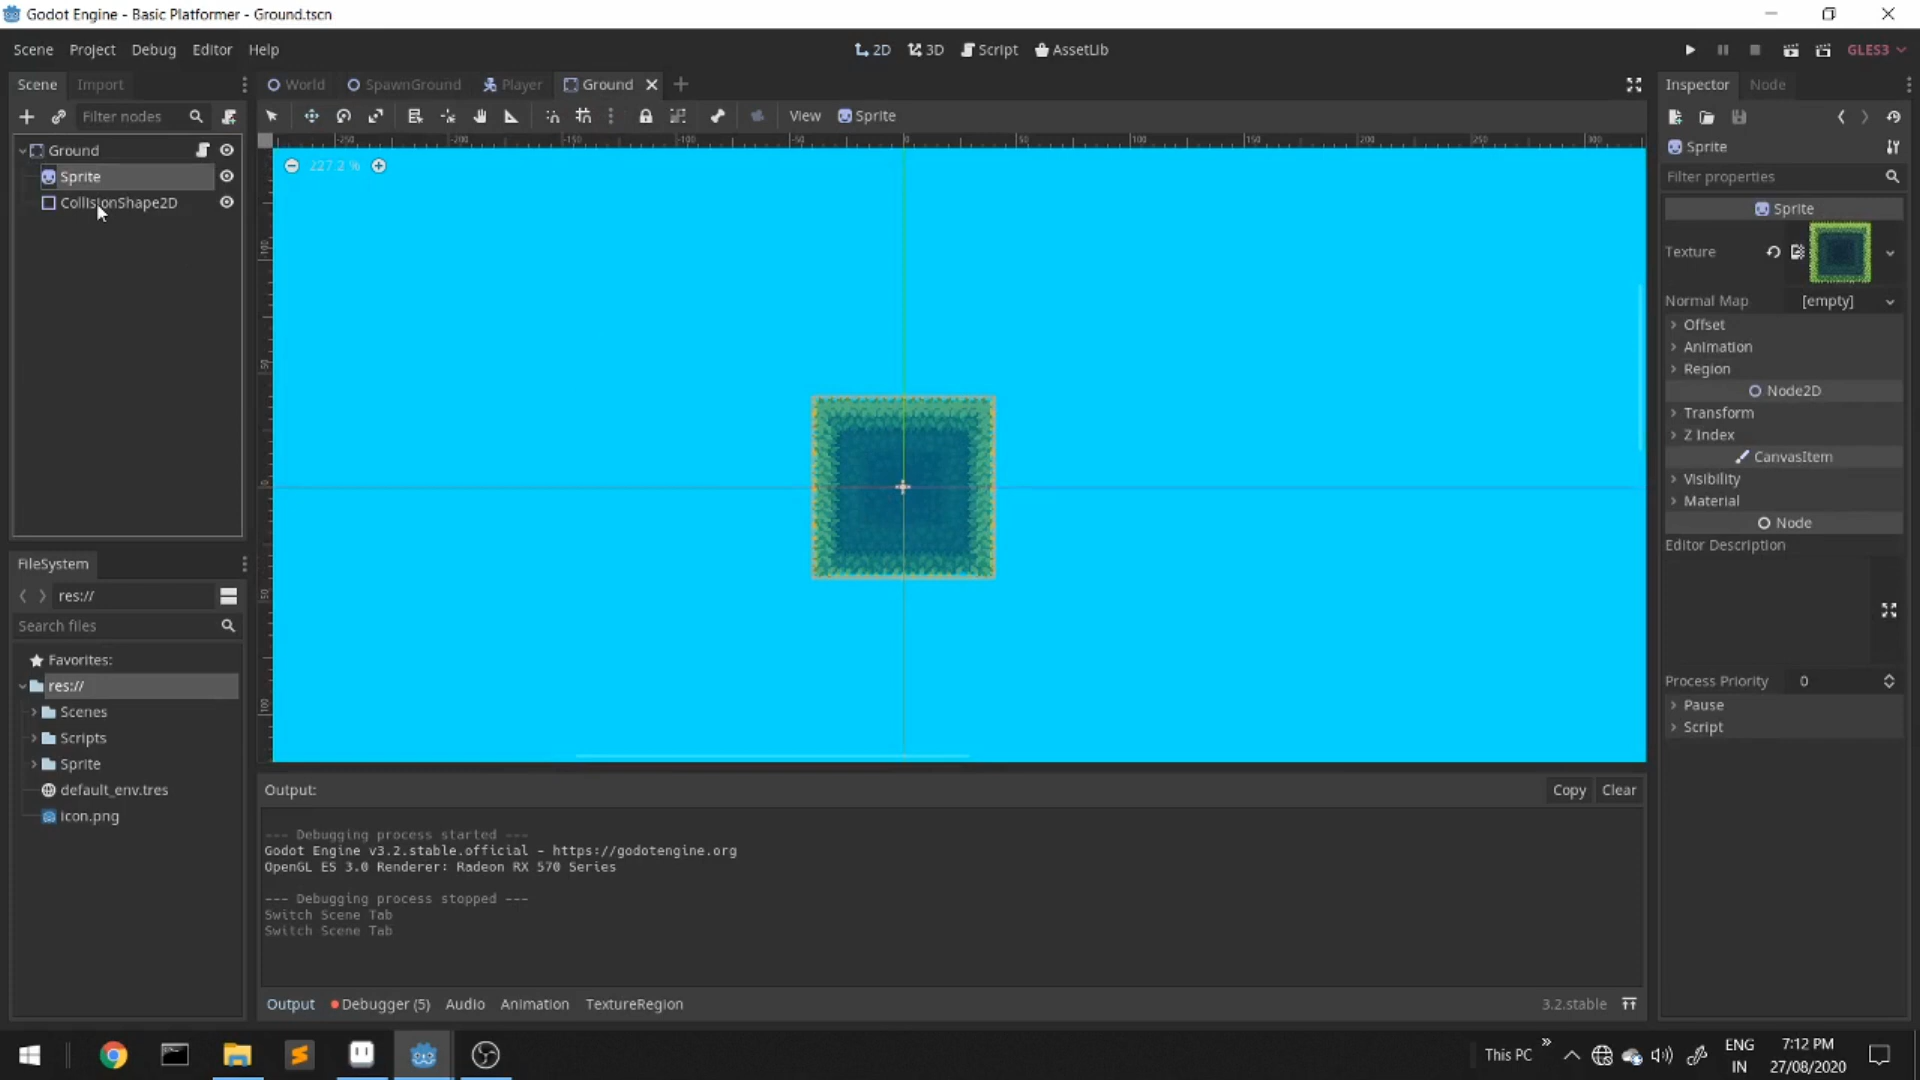 Godot Engine - Basic Platformer - Ground.tscn
Scene Project Debug Editor Help
2D 3D Script AssetLib
GLES3
Scene Import
World SpawnGround Player Ground
Inspector Node
Filter nodes
View Sprite
Ground
Sprite
CollisionShape2D
227.2 %
Sprite
Filter properties
Sprite
Texture
Normal Map [empty]
Offset
Animation
Region
Node2D
Transform
Z Index
CanvasItem
Visibility
Material
Node
Editor Description
Process Priority 0
Pause
Script
FileSystem
res://
Search files
Favorites:
res://
Scenes
Scripts
Sprite
default_env.tres
icon.png
Output:
Copy Clear
--- Debugging process started ---
Godot Engine v3.2.stable.official - https://godotengine.org
OpenGL ES 3.0 Renderer: Radeon RX 570 Series
--- Debugging process stopped ---
Switch Scene Tab
Switch Scene Tab
Output Debugger (5) Audio Animation TextureRegion
3.2.stable
This PC
ENG
IN
7:12 PM
27/08/2020